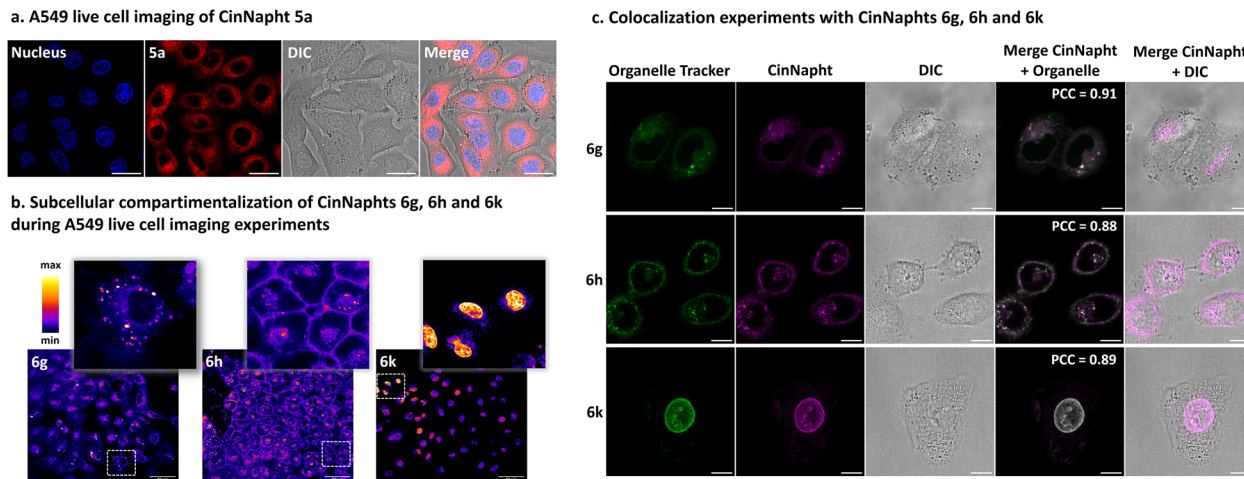 a. A549 live cell imaging of CinNapht 5a
Nucleus
5a
DIC
Merge
b. Subcellular compartimentalization of CinNaphts 6g, 6h and 6k
during A549 live cell imaging experiments
max
min
6g
6h
6k
c. Colocalization experiments with CinNaphts 6g, 6h and 6k
Organelle Tracker
CinNapht
DIC
Merge CinNapht
+ Organelle
Merge CinNapht
+ DIC
6g
PCC = 0.91
6h
PCC = 0.88
6k
PCC = 0.89